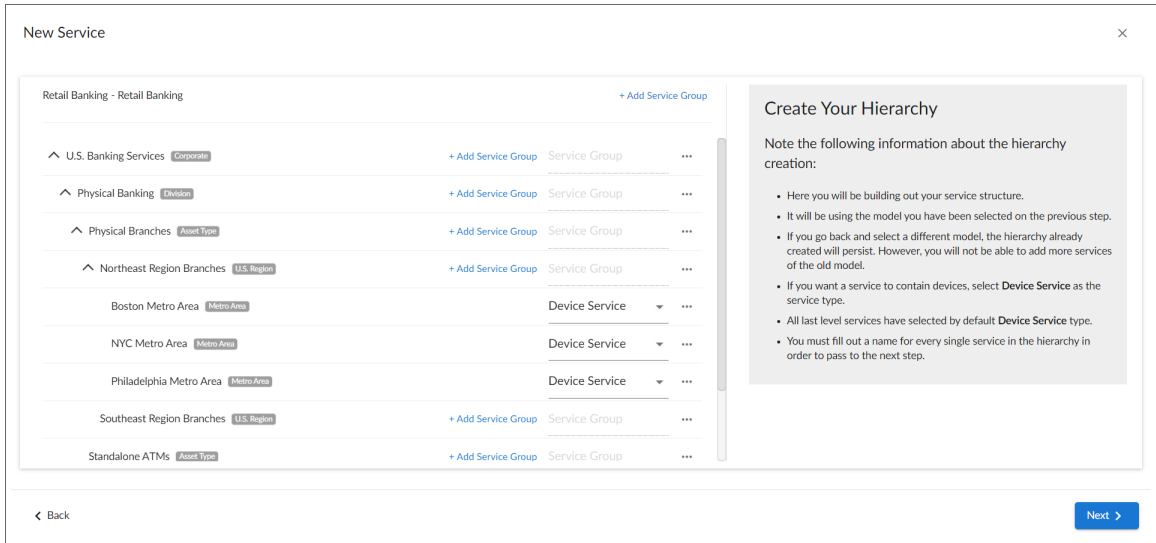 New Service
Retail Banking - Retail Banking
+ Add Service Group
U.S. Banking Services Corporate + Add Service Group Service Group
Physical Banking Division + Add Service Group Service Group
Physical Branches Asset Type + Add Service Group Service Group
Northeast Region Branches U.S. Region + Add Service Group Service Group
Boston Metro Area Metro Area Device Service
NYC Metro Area Metro Area Device Service
Philadelphia Metro Area Metro Area Device Service
Southeast Region Branches U.S. Region + Add Service Group Service Group
Standalone ATMs Asset Type + Add Service Group Service Group
Create Your Hierarchy
Note the following information about the hierarchy
creation:
• Here you will be building out your service structure.
• It will be using the model you have been selected on the previous step.
• If you go back and select a different model, the hierarchy already
created will persist. However, you will not be able to add more services
of the old model.
• If you want a service to contain devices, select Device Service as the
service type.
• All last level services have selected by default Device Service type.
• You must fill out a name for every single service in the hierarchy in
order to pass to the next step.
Back
Next